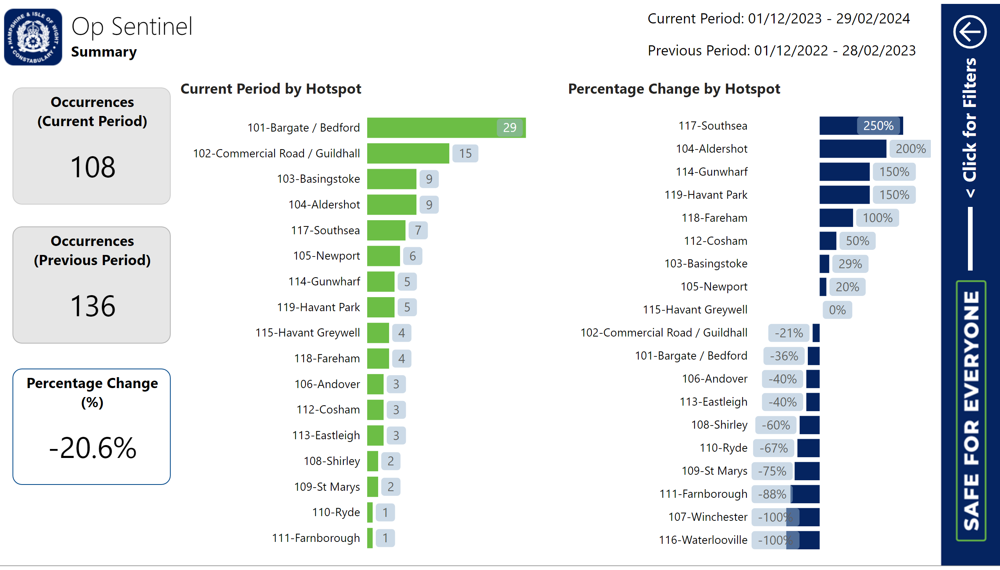 HAMPSHIRE & ISLE OF WIGHT
• CONSTABULARY •
Op Sentinel
Summary
Current Period: 01/12/2023 - 29/02/2024
Previous Period: 01/12/2022 - 28/02/2023
Occurrences
(Current Period)
108
Occurrences
(Previous Period)
136
Percentage Change
(%)
-20.6%
Current Period by Hotspot
101-Bargate / Bedford 29
102-Commercial Road / Guildhall 15
103-Basingstoke 9
104-Aldershot 9
117-Southsea 7
105-Newport 6
114-Gunwharf 5
119-Havant Park 5
115-Havant Greywell 4
118-Fareham 4
106-Andover 3
112-Cosham 3
113-Eastleigh 3
108-Shirley 2
109-St Marys 2
110-Ryde 1
111-Farnborough 1
Percentage Change by Hotspot
117-Southsea 250%
104-Aldershot 200%
114-Gunwharf 150%
119-Havant Park 150%
118-Fareham 100%
112-Cosham 50%
103-Basingstoke 29%
105-Newport 20%
115-Havant Greywell 0%
102-Commercial Road / Guildhall -21%
101-Bargate / Bedford -36%
106-Andover -40%
113-Eastleigh -40%
108-Shirley -60%
110-Ryde -67%
109-St Marys -75%
111-Farnborough -88%
107-Winchester -100%
116-Waterlooville -100%
< Click for Filters
SAFE FOR EVERYONE